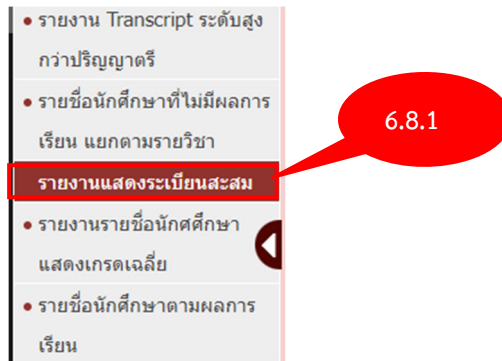 • รายงาน Transcript ระดับสูง
กว่าปริญญาตรี
• รายชื่อนักศึกษาที่ไม่มีผลการ
เรียน แยกตามรายวิชา
รายงานแสดงระเบียนสะสม
• รายงานรายชื่อนักศศึกษา
แสดงเกรดเฉลี่ย
• รายชื่อนักศึกษาตามผลการ
เรียน
6.8.1